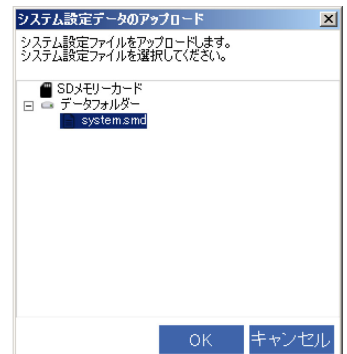 システム設定データのアップロード
システム設定ファイルをアップロードします。
システム設定ファイルを選択してください。
SDメモリーカード
データフォルダー
system.smd
OK キャンセル